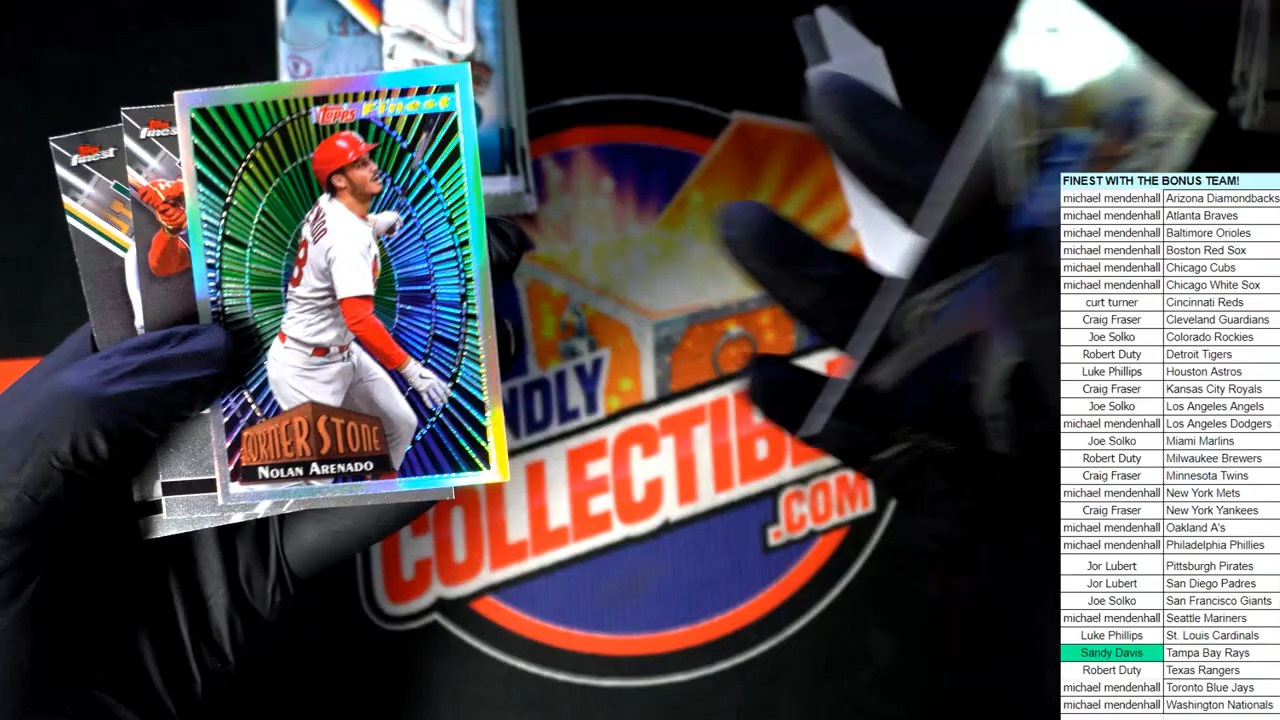 Topps
finest
Topps
finest
Topps Finest
CORNER STONE
NOLAN ARENADO
NDLY
COLLECTIB
.COM
FINEST WITH THE BONUS TEAM!
michael mendenhall Arizona Diamondbacks
michael mendenhall Atlanta Braves
michael mendenhall Baltimore Orioles
michael mendenhall Boston Red Sox
michael mendenhall Chicago Cubs
michael mendenhall Chicago White Sox
curt turner Cincinnati Reds
Craig Fraser Cleveland Guardians
Joe Solko Colorado Rockies
Robert Duty Detroit Tigers
Luke Phillips Houston Astros
Craig Fraser Kansas City Royals
Joe Solko Los Angeles Angels
michael mendenhall Los Angeles Dodgers
Joe Solko Miami Marlins
Robert Duty Milwaukee Brewers
Craig Fraser Minnesota Twins
michael mendenhall New York Mets
Craig Fraser New York Yankees
michael mendenhall Oakland A's
michael mendenhall Philadelphia Phillies
Jor Lubert Pittsburgh Pirates
Jor Lubert San Diego Padres
Joe Solko San Francisco Giants
michael mendenhall Seattle Mariners
Luke Phillips St. Louis Cardinals
Sandy Davis Tampa Bay Rays
Robert Duty Texas Rangers
michael mendenhall Toronto Blue Jays
michael mendenhall Washington Nationals